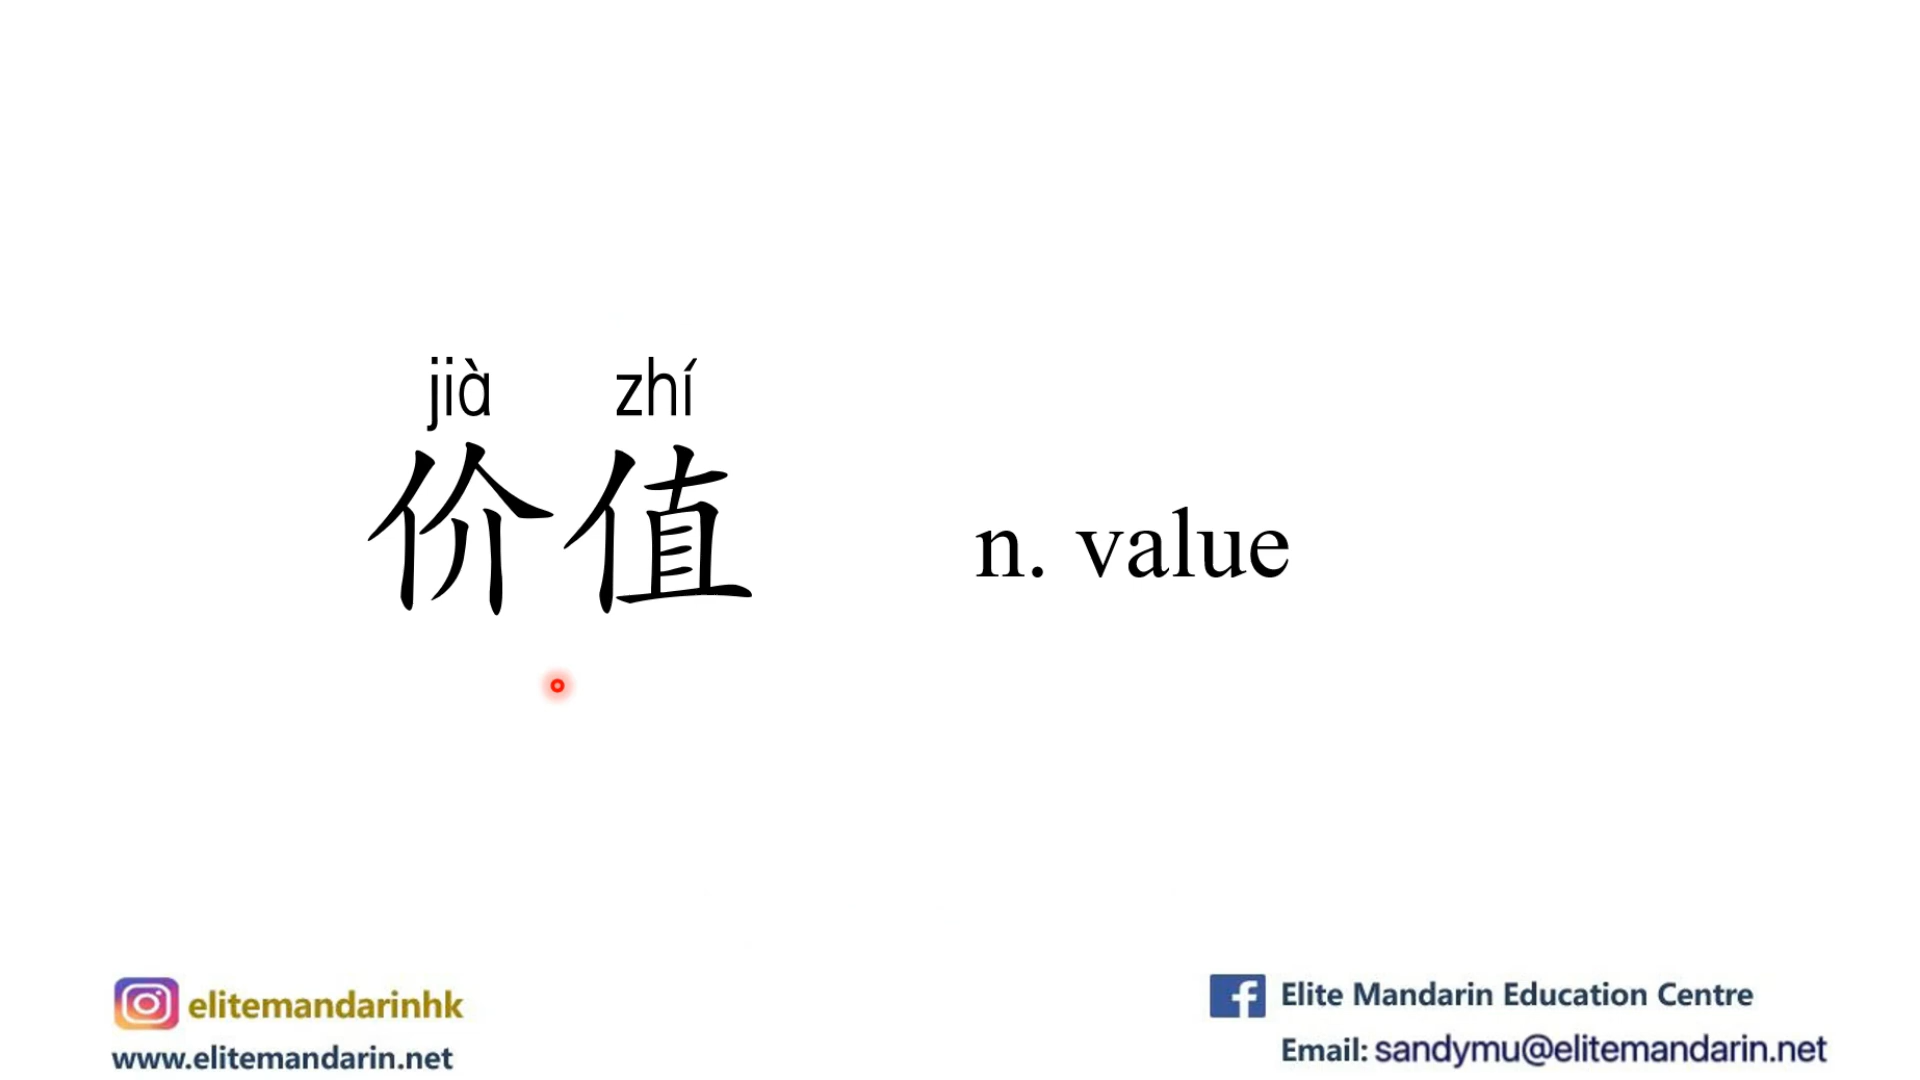 jià zhí
价值
n. value
elitemandarinhk
www.elitemandarin.net
Elite Mandarin Education Centre
Email: sandymu@elitemandarin.net